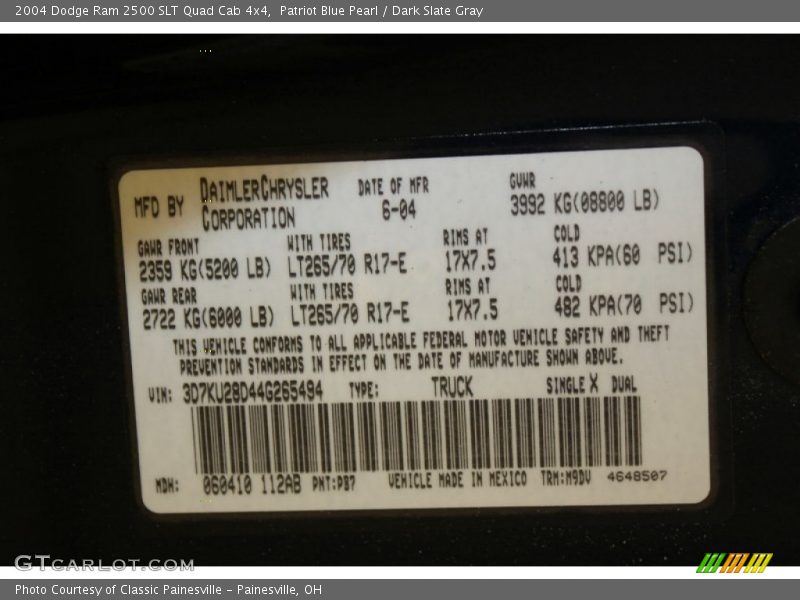 2004 Dodge Ram 2500 SLT Quad Cab 4x4,  Patriot Blue Pearl / Dark Slate Gray
MFD BY DAIMLERCHRYSLER CORPORATION
DATE OF MFR
6-04
GVWR
3992 KG(08800 LB)
GAWR FRONT WITH TIRES RIMS AT COLD
2359 KG(5200 LB) LT265/70 R17-E 17X7.5 413 KPA(60 PSI)
GAWR REAR WITH TIRES RIMS AT COLD
2722 KG(6000 LB) LT265/70 R17-E 17X7.5 482 KPA(70 PSI)
THIS VEHICLE CONFORMS TO ALL APPLICABLE FEDERAL MOTOR VEHICLE SAFETY AND THEFT
PREVENTION STANDARDS IN EFFECT ON THE DATE OF MANUFACTURE SHOWN ABOVE.
VIN: 3D7KU28D44G265494 TYPE: TRUCK SINGLE X DUAL
MDH: 060410 112AB PNT:PB7 VEHICLE MADE IN MEXICO TRM:M9DV 4648507
GTCARLOT.COM
Photo Courtesy of Classic Painesville - Painesville, OH